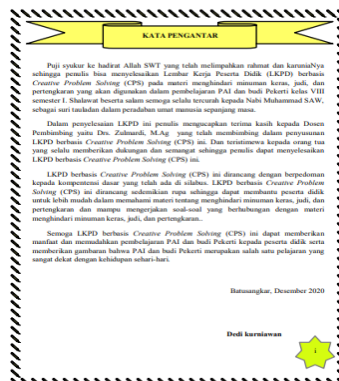 KATA PENGANTAR
Puji syukur ke hadirat Allah SWT yang telah melimpahkan rahmat dan karuniaNya
sehingga penulis bisa menyelesaikan Lembar Kerja Peserta Didik (LKPD) berbasis
Creative Problem Solving (CPS) pada materi menghindari minuman keras, judi, dan
pertengkaran yang akan digunakan dalam pembelajaran PAI dan budi Pekerti kelas VIII
semester I. Shalawat beserta salam semoga selalu tercurah kepada Nabi Muhammad SAW,
sebagai suri tauladan dalam peradaban umat manusia sepanjang masa.
Dalam penyelesaian LKPD ini penulis mengucapkan terima kasih kepada Dosen
Pembimbing yaitu Drs. Zulmardi, M.Ag yang telah membimbing dalam penyusunan
LKPD berbasis Creative Problem Solving (CPS) ini. Dan teristimewa kepada orang tua
yang selalu memberikan dukungan dan semangat sehingga penulis dapat menyelesaikan
LKPD berbasis Creative Problem Solving (CPS) ini.
LKPD berbasis Creative Problem Solving (CPS) ini dirancang dengan berpedoman
kepada kompetensi dasar yang telah ada di silabus. LKPD berbasis Creative Problem
Solving (CPS) ini dirancang sedemikian rupa sehingga dapat membantu peserta didik
untuk lebih mudah dalam memahami materi tentang menghindari minuman keras, judi, dan
pertengkaran dan mampu mengerjakan soal-soal yang berhubungan dengan materi
menghindari minuman keras, judi, dan pertengkaran..
Semoga LKPD berbasis Creative Problem Solving (CPS) ini dapat memberikan
manfaat dan memudahkan pembelajaran PAI dan budi Pekerti kepada peserta didik serta
memberikan gambaran bahwa PAI dan budi Pekerti merupakan salah satu pelajaran yang
sangat dekat dengan kehidupan sehari-hari.
Batusangkar, Desember 2020
Dedi kurniawan
i